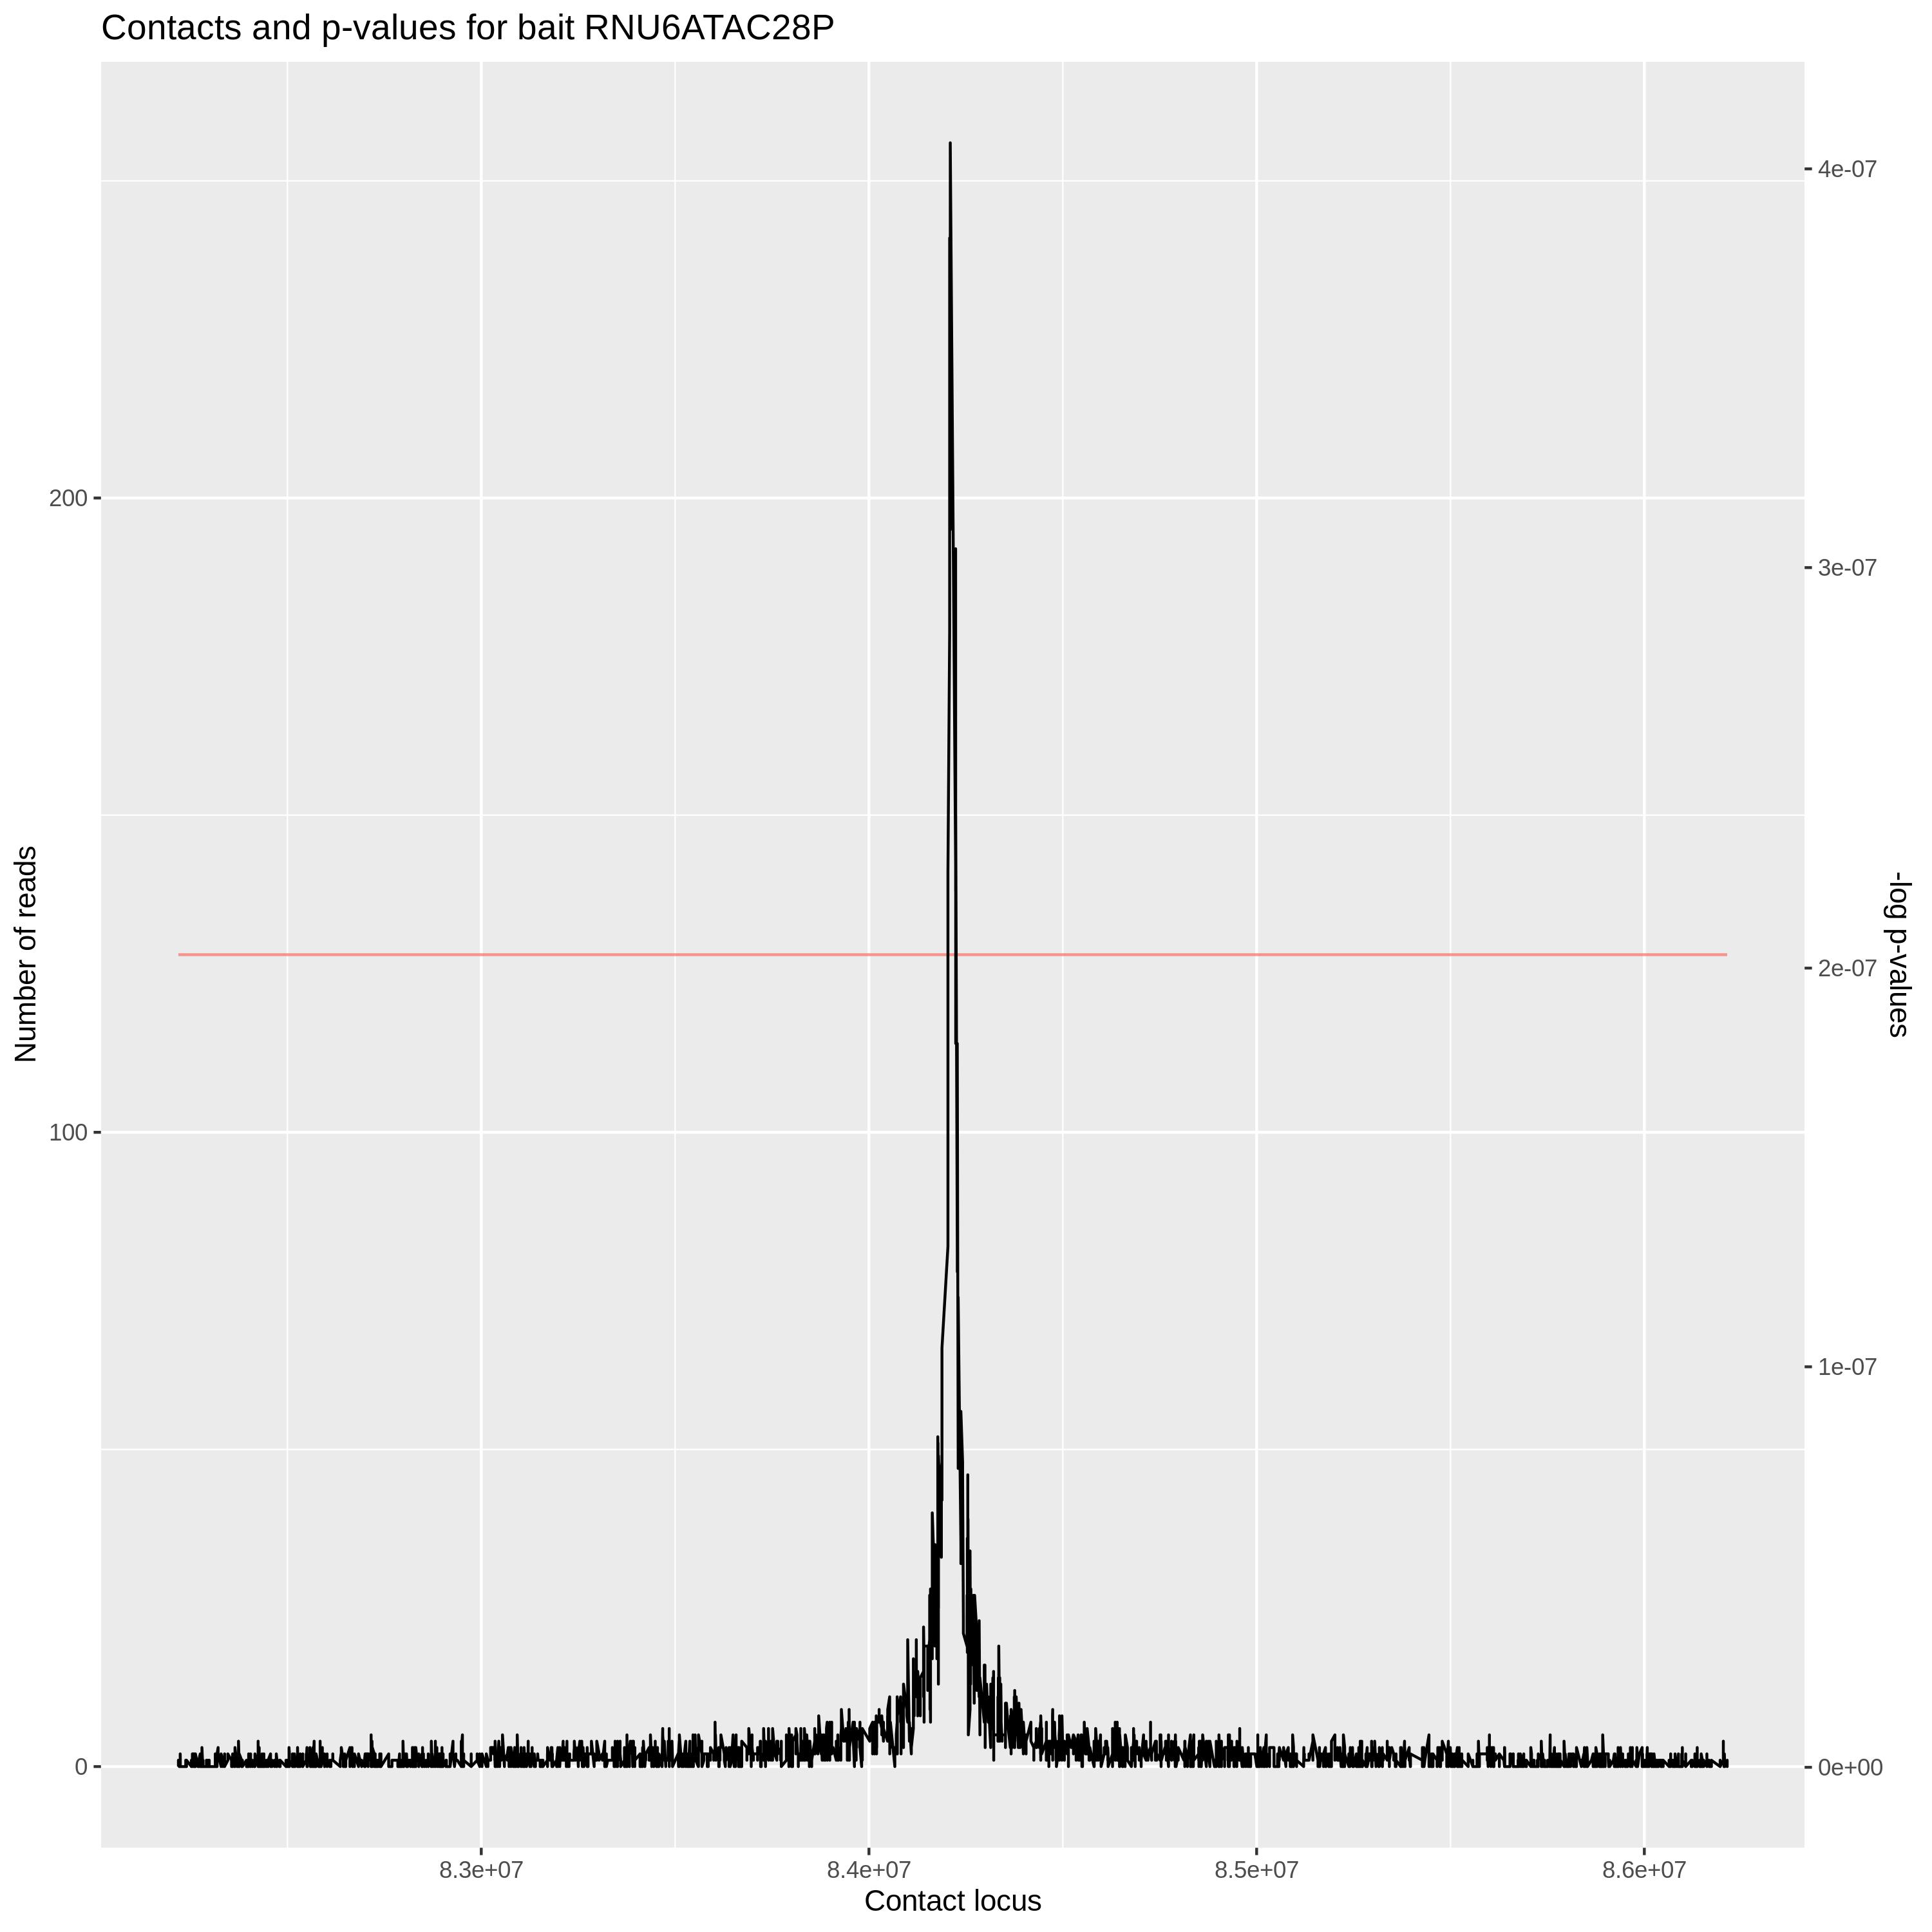 Contacts and p-values for bait RNU6ATAC28P
Number of reads
200
100
0
4e-07
3e-07
2e-07
1e-07
0e+00
-log p-values
8.3e+07
8.4e+07
8.5e+07
8.6e+07
Contact locus